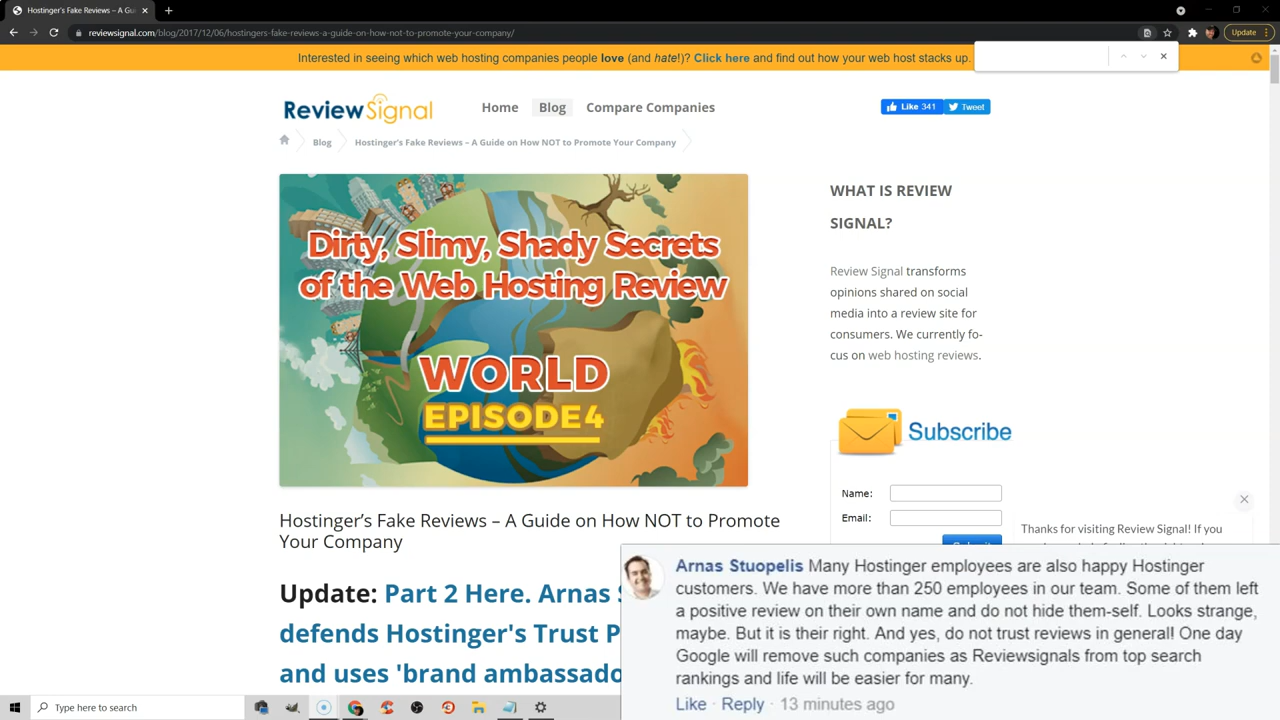 Hostinger's Fake Reviews – A Gu
reviewsignal.com/blog/2017/12/06/hostingers-fake-reviews-a-guide-on-how-not-to-promote-your-company/
Update
Interested in seeing which web hosting companies people love (and hate!)? Click here and find out how your web host stacks up.
ReviewSignal
Home Blog Compare Companies
Like 341 Tweet
Blog Hostinger's Fake Reviews – A Guide on How NOT to Promote Your Company
Dirty, Slimy, Shady Secrets
of the Web Hosting Review
WORLD
EPISODE 4
Hostinger's Fake Reviews – A Guide on How NOT to Promote
Your Company
Update: Part 2 Here. Arnas
defends Hostinger's Trust P
and uses 'brand ambassado
WHAT IS REVIEW
SIGNAL?
Review Signal transforms
opinions shared on social
media into a review site for
consumers. We currently fo-
cus on web hosting reviews.
Subscribe
Name:
Email:
Thanks for visiting Review Signal! If you
Arnas Stuopelis Many Hostinger employees are also happy Hostinger
customers. We have more than 250 employees in our team. Some of them left
a positive review on their own name and do not hide them-self. Looks strange,
maybe. But it is their right. And yes, do not trust reviews in general! One day
Google will remove such companies as Reviewsignals from top search
rankings and life will be easier for many.
Like · Reply · 13 minutes ago
Type here to search